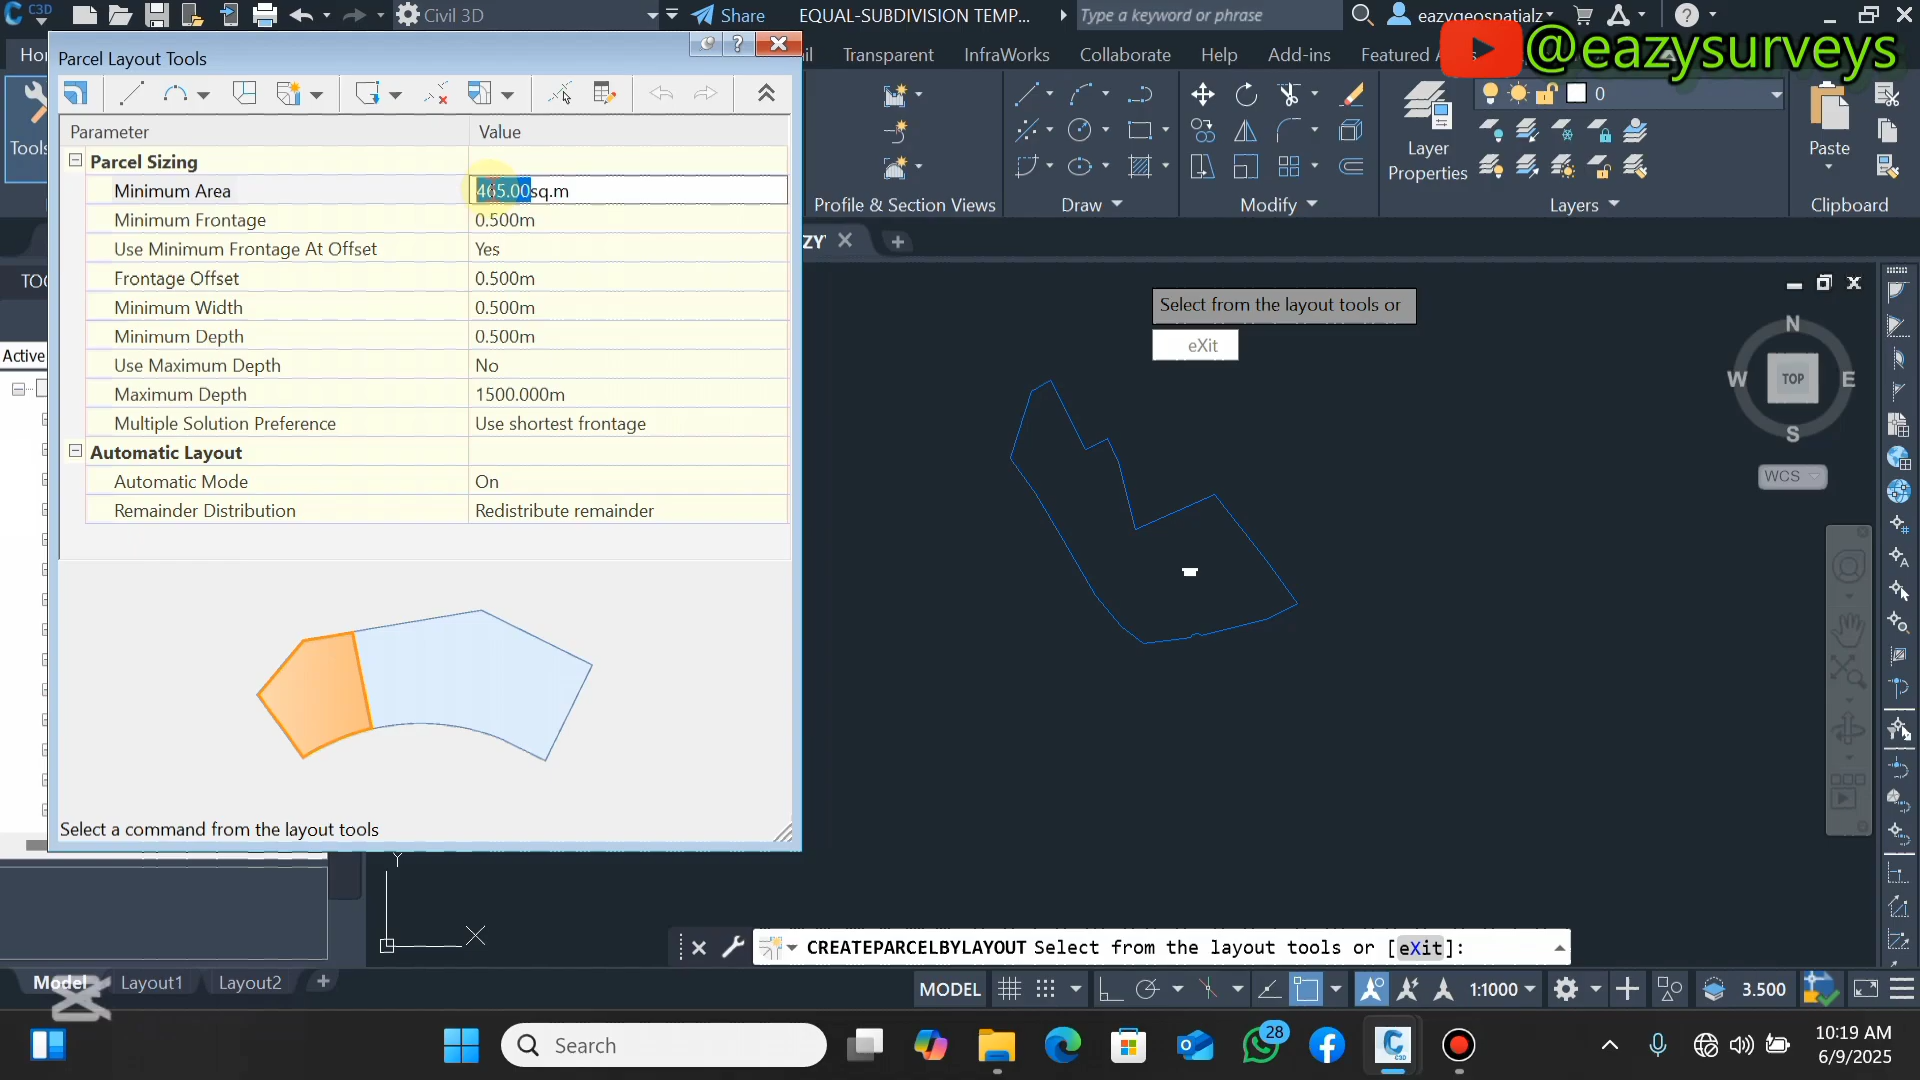 C3D
Civil 3D
Share
EQUAL-SUBDIVISION TEMP...
Type a keyword or phrase
eazygeospatialz
@eazysurveys
Parcel Layout Tools
Transparent
InfraWorks
Collaborate
Help
Add-ins
Featured
Parameter
Value
Parcel Sizing
Minimum Area
465.00sq.m
Minimum Frontage
0.500m
Use Minimum Frontage At Offset
Yes
Frontage Offset
0.500m
Minimum Width
0.500m
Minimum Depth
0.500m
Use Maximum Depth
No
Maximum Depth
1500.000m
Multiple Solution Preference
Use shortest frontage
Automatic Layout
Automatic Mode
On
Remainder Distribution
Redistribute remainder
Select a command from the layout tools
Tools
Active
0
Layer
Properties
Paste
Profile & Section Views
Draw
Modify
Layers
Clipboard
Select from the layout tools or
eXit
N
W
TOP
E
S
WCS
Y
X
CREATEPARCELBYLAYOUT Select from the layout tools or [eXit]:
Model
Layout1
Layout2
MODEL
1:1000
3.500
Search
28
10:19 AM
6/9/2025